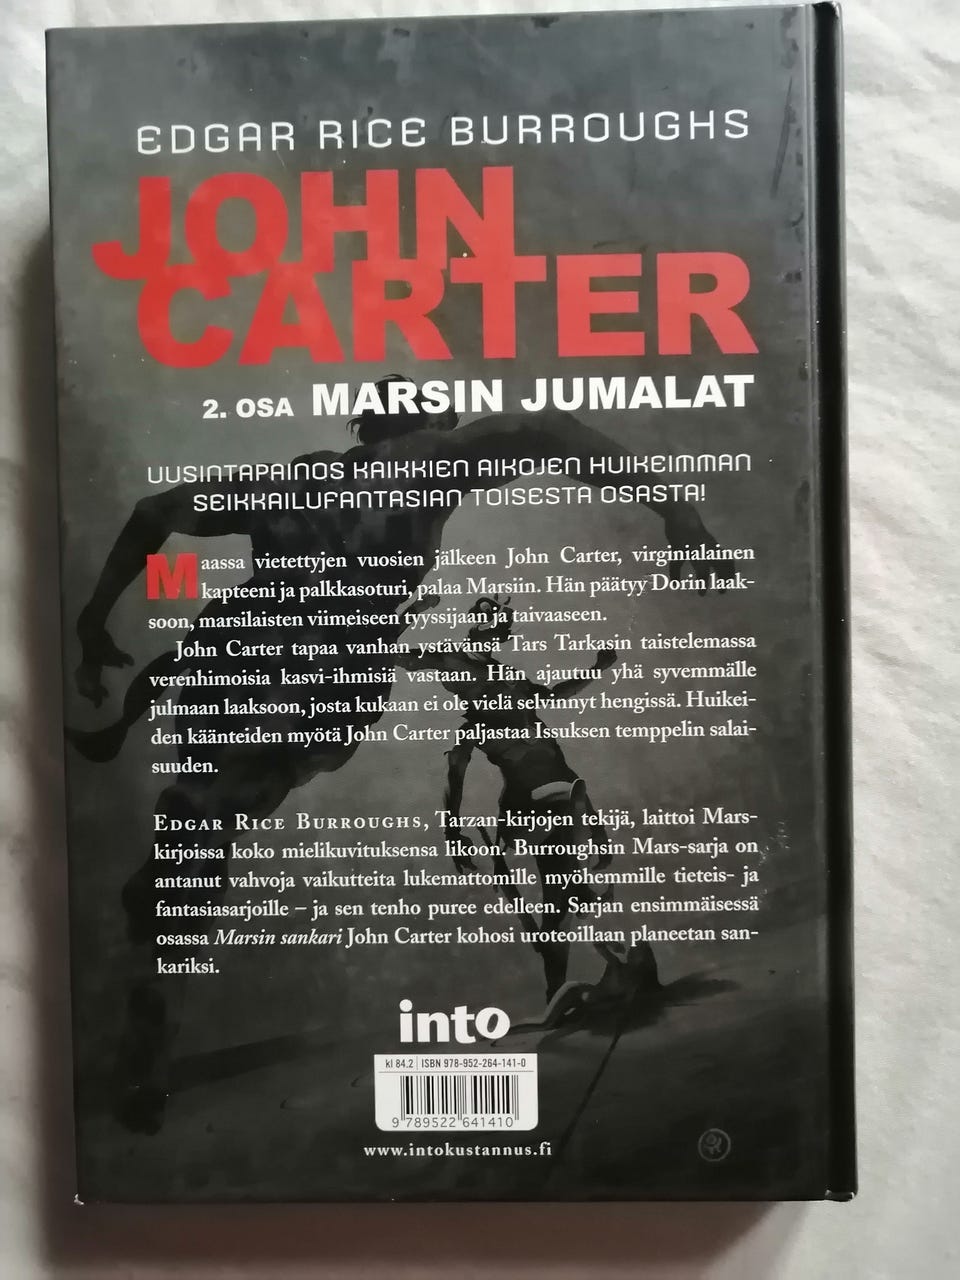 EDGAR RICE BURROUGHS
JOHN
CARTER
2. OSA MARSIN JUMALAT
UUSINTAPAINOS KAIKKIEN AIKOJEN HUIKEIMMAN
SEIKKAILUFANTASIAN TOISESTA OSASTA!
Maassa vietettyjen vuosien jälkeen John Carter, virginialainen
kapteeni ja palkkasoturi, palaa Marsiin. Hän päätyy Dorin laak-
soon, marsilaisten viimeiseen tyyssijaan ja taivaaseen.
John Carter tapaa vanhan ystävänsä Tars Tarkasin taistelemassa
verenhimoisia kasvi-ihmisiä vastaan. Hän ajautuu yhä syvemmälle
julmaan laaksoon, josta kukaan ei ole vielä selvinnyt hengissä. Huikei-
den käänteiden myötä John Carter paljastaa Issuksen temppelin salai-
suuden.
EDGAR RICE BURROUGHS, Tarzan-kirjojen tekijä, laittoi Mars-
kirjoissa koko mielikuvituksensa likoon. Burroughsin Mars-sarja on
antanut vahvoja vaikutteita lukemattomille myöhemmille tieteis- ja
fantasiasarjoille – ja sen tenho puree edelleen. Sarjan ensimmäisessä
osassa Marsin sankari John Carter kohosi uroteoillaan planeetan san-
kariksi.
into
kl 84.2 ISBN 978-952-264-141-0
9 789522 641410
www.intokustannus.fi